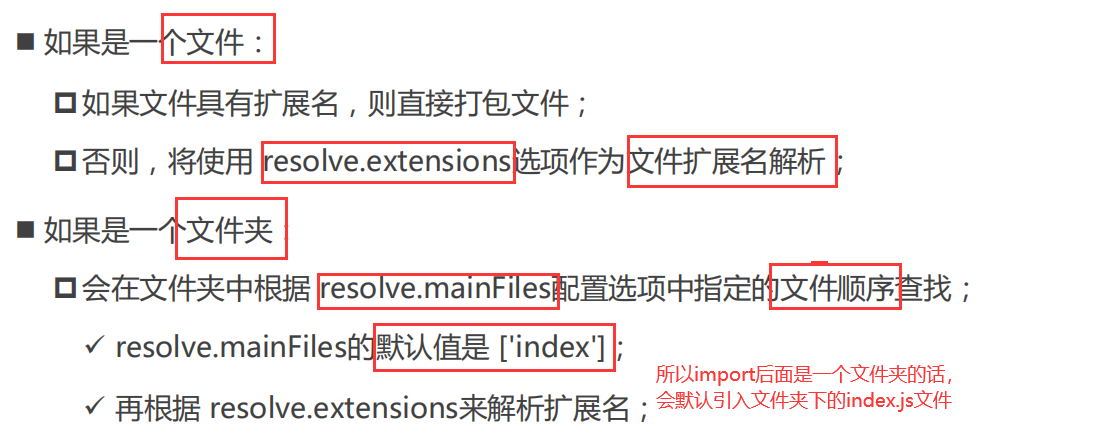 ■ 如果是一个文件：
如果文件具有扩展名，则直接打包文件；
否则，将使用 resolve.extensions选项作为文件扩展名解析；
■ 如果是一个文件夹：
会在文件夹中根据 resolve.mainFiles配置选项中指定的文件顺序查找；
✓ resolve.mainFiles的默认值是 ['index']；
✓ 再根据 resolve.extensions来解析扩展名；
所以import后面是一个文件夹的话，
会默认引入文件夹下的index.js文件